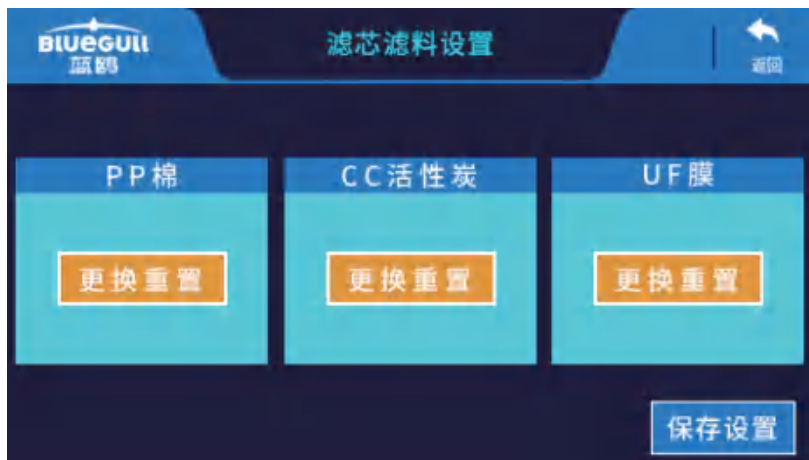 BLUEGULL
蓝鸥
滤芯滤料设置
返回
PP棉
CC活性炭
UF膜
更换重置
更换重置
更换重置
保存设置